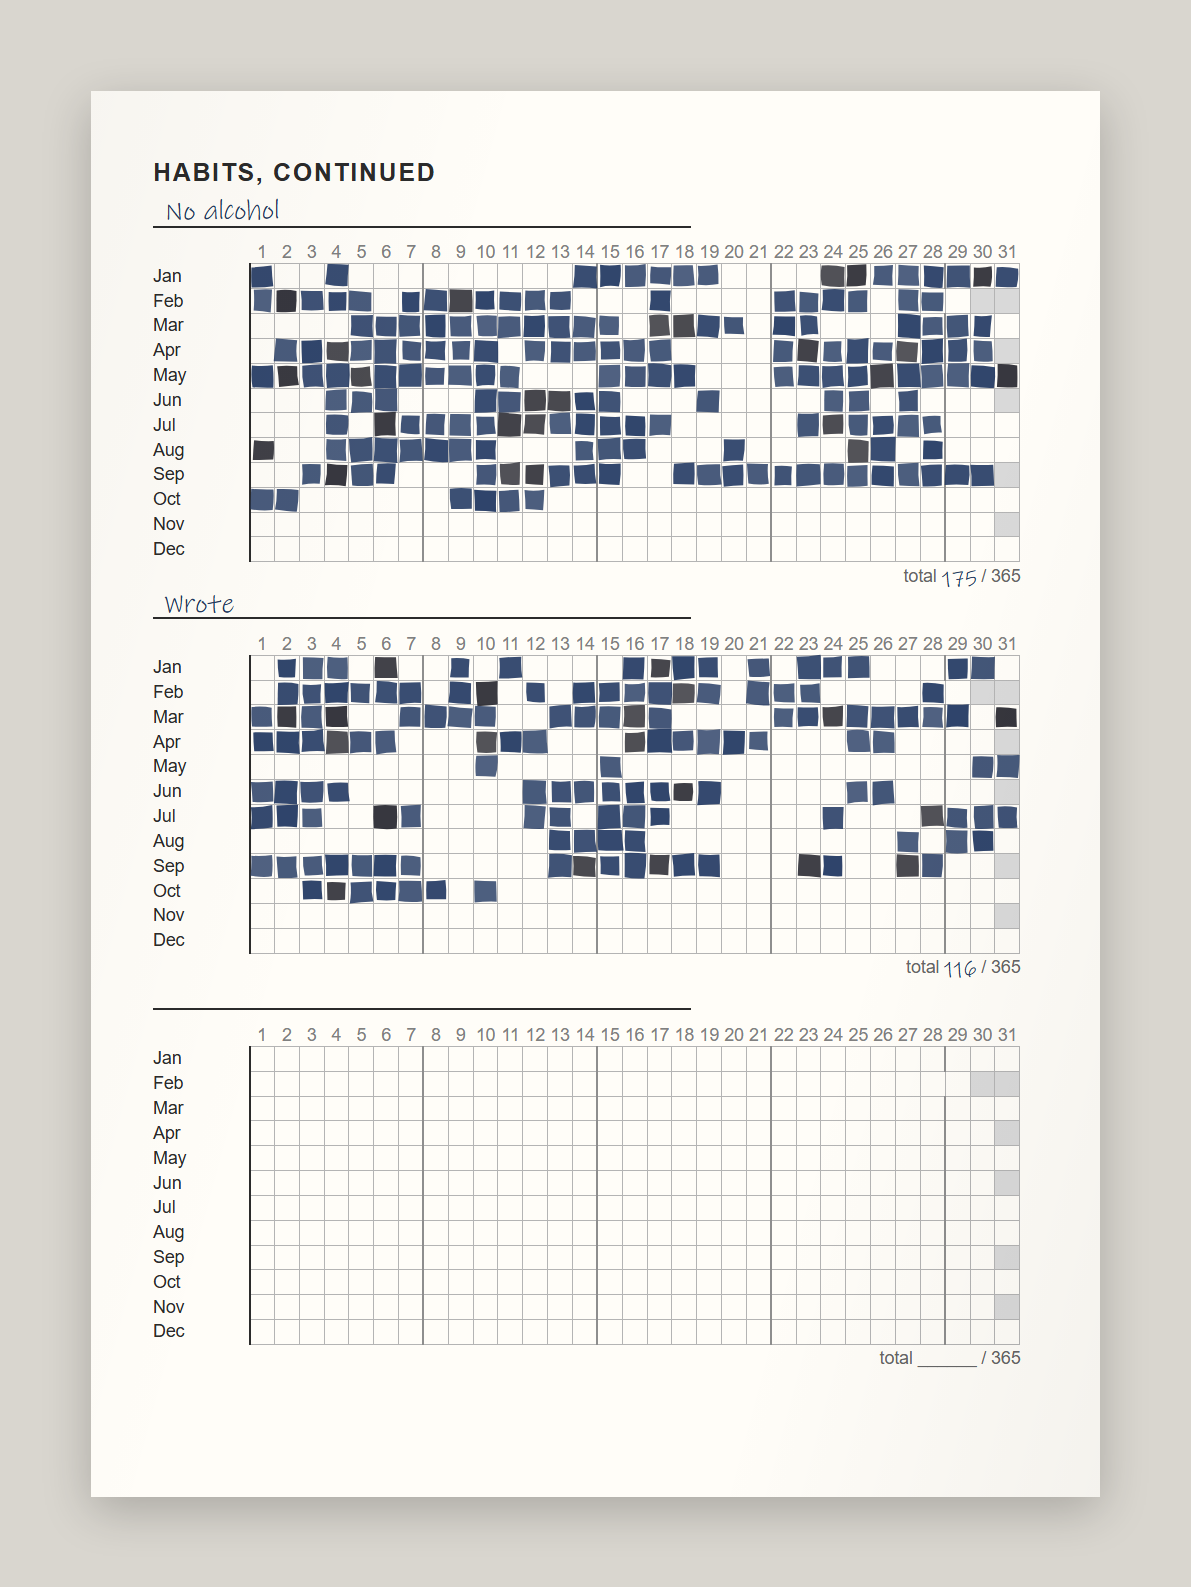 HABITS, CONTINUED
No alcohol
1 2 3 4 5 6 7 8 9 10 11 12 13 14 15 16 17 18 19 20 21 22 23 24 25 26 27 28 29 30 31
Jan
Feb
Mar
Apr
May
Jun
Jul
Aug
Sep
Oct
Nov
Dec
total 175 / 365
Wrote
1 2 3 4 5 6 7 8 9 10 11 12 13 14 15 16 17 18 19 20 21 22 23 24 25 26 27 28 29 30 31
Jan
Feb
Mar
Apr
May
Jun
Jul
Aug
Sep
Oct
Nov
Dec
total 116 / 365
1 2 3 4 5 6 7 8 9 10 11 12 13 14 15 16 17 18 19 20 21 22 23 24 25 26 27 28 29 30 31
Jan
Feb
Mar
Apr
May
Jun
Jul
Aug
Sep
Oct
Nov
Dec
total ______ / 365